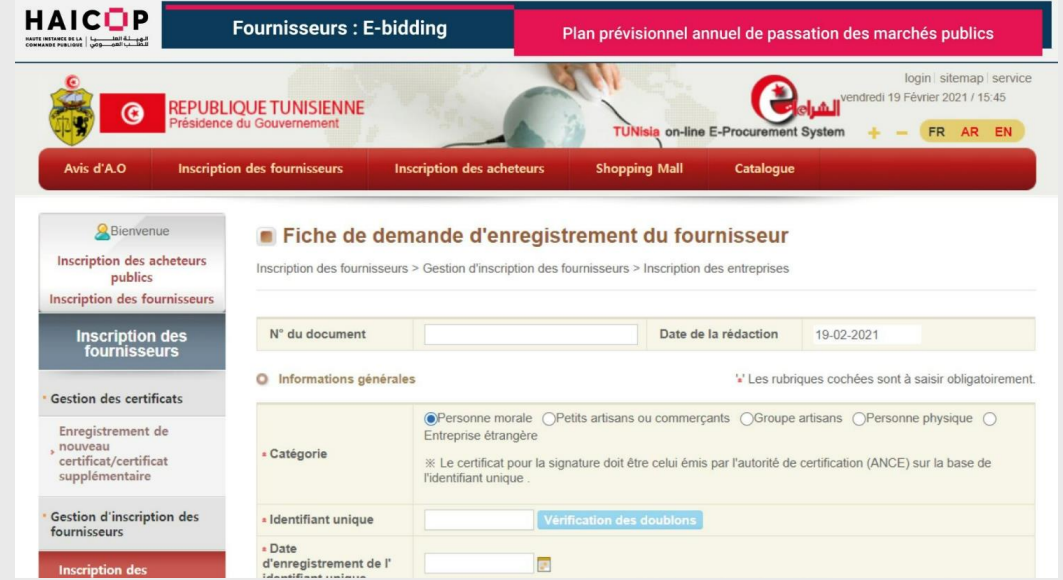 HAICOP
HAUTE INSTANCE DE LA
COMMANDE PUBLIQUE
الهيئة العليا
للطلب العمومي
Fournisseurs : E-bidding
Plan prévisionnel annuel de passation des marchés publics
login | sitemap | service
vendredi 19 Février 2021 / 15:45
REPUBLIQUE TUNISIENNE
Présidence du Gouvernement
TUNisia on-line E-Procurement System
+ - FR AR EN
Avis d'A.O Inscription des fournisseurs Inscription des acheteurs Shopping Mall Catalogue
Bienvenue
Inscription des acheteurs
publics
Inscription des fournisseurs
Inscription des
fournisseurs
Gestion des certificats
Enregistrement de
nouveau
certificat/certificat
supplémentaire
Gestion d'inscription des
fournisseurs
Inscription des
Fiche de demande d'enregistrement du fournisseur
Inscription des fournisseurs > Gestion d'inscription des fournisseurs > Inscription des entreprises
N° du document Date de la rédaction 19-02-2021
Informations générales '*' Les rubriques cochées sont à saisir obligatoirement.
* Catégorie
Personne morale Petits artisans ou commerçants Groupe artisans Personne physique
Entreprise étrangère
※ Le certificat pour la signature doit être celui émis par l'autorité de certification (ANCE) sur la base de
l'identifiant unique .
* Identifiant unique Vérification des doublons
* Date
d'enregistrement de l'
identifiant unique